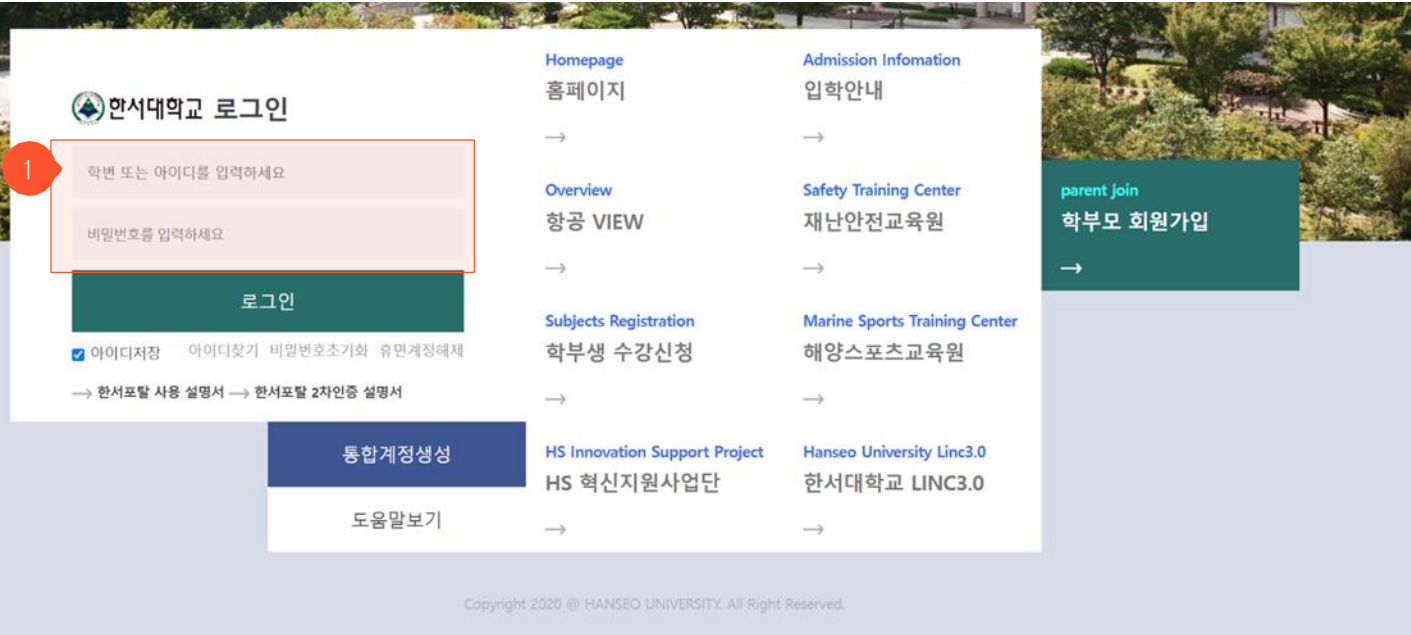 한서대학교 로그인
1
학변 또는 아이디를 입력하세요
비밀번호를 입력하세요
로그인
아이디저장 아이디찾기 비밀번호초기화 휴면계정해제
→ 한서포탈 사용 설명서 → 한서포탈 2차인증 설명서
통합계정생성
도움말보기
Homepage
홈페이지
→
Admission Infomation
입학안내
→
Overview
항공 VIEW
→
Safety Training Center
재난안전교육원
→
parent join
학부모 회원가입
→
Subjects Registration
학부생 수강신청
→
Marine Sports Training Center
해양스포츠교육원
→
HS Innovation Support Project
HS 혁신지원사업단
→
Hanseo University Linc3.0
한서대학교 LINC3.0
→
Copyright 2020 @ HANSEO UNIVERSITY. All Right Reserved.